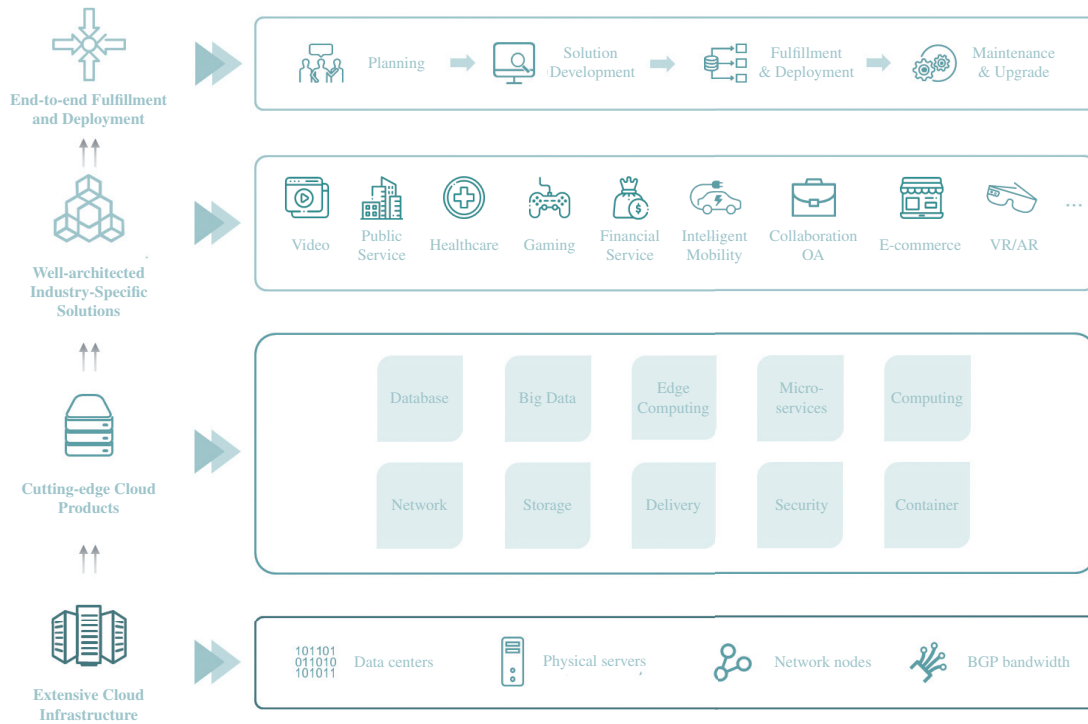 End-to-end Fulfillment
and Deployment
Planning
Solution
Development
Fulfillment
& Deployment
Maintenance
& Upgrade
Well-architected
Industry-Specific
Solutions
Video
Public
Service
Healthcare
Gaming
Financial
Service
Intelligent
Mobility
Collaboration
OA
E-commerce
VR/AR
...
Cutting-edge Cloud
Products
Database
Big Data
Edge
Computing
Micro-
services
Computing
Network
Storage
Delivery
Security
Container
Extensive Cloud
Infrastructure
101101
011010
101011
Data centers
Physical servers
Network nodes
BGP bandwidth